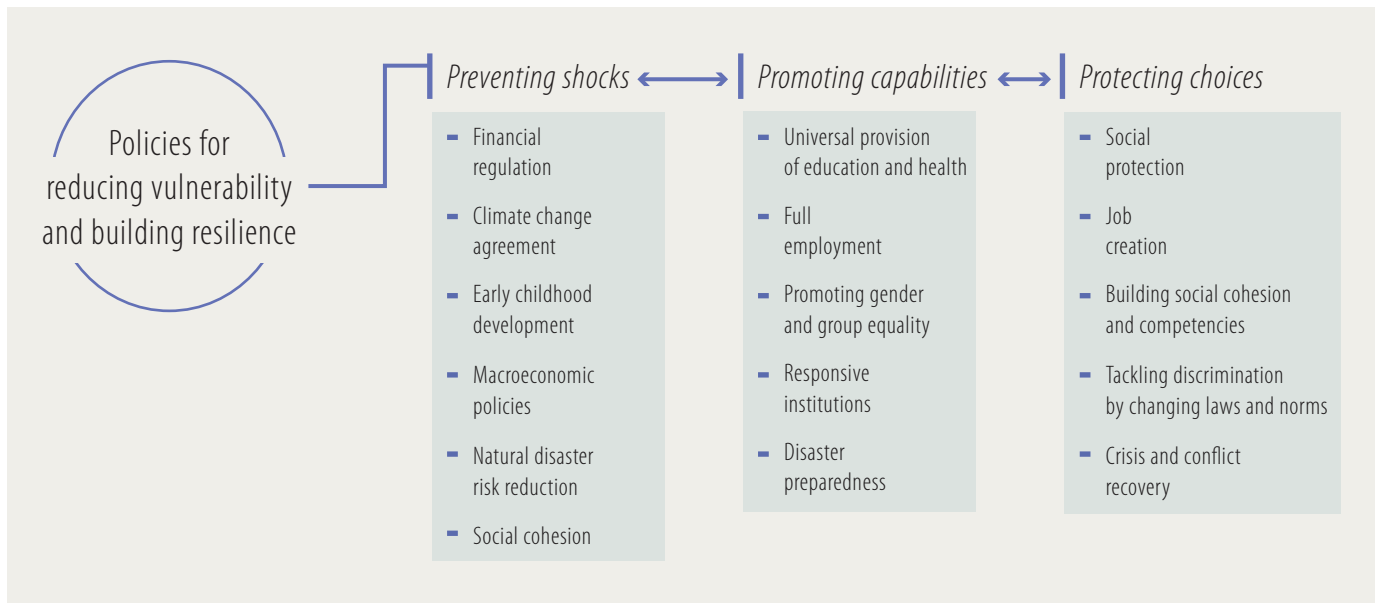 Policies for
reducing vulnerability
and building resilience
Preventing shocks
Financial
regulation
Climate change
agreement
Early childhood
development
Macroeconomic
policies
Natural disaster
risk reduction
Social cohesion
Promoting capabilities
Universal provision
of education and health
Full
employment
Promoting gender
and group equality
Responsive
institutions
Disaster
preparedness
Protecting choices
Social
protection
Job
creation
Building social cohesion
and competencies
Tackling discrimination
by changing laws and norms
Crisis and conflict
recovery